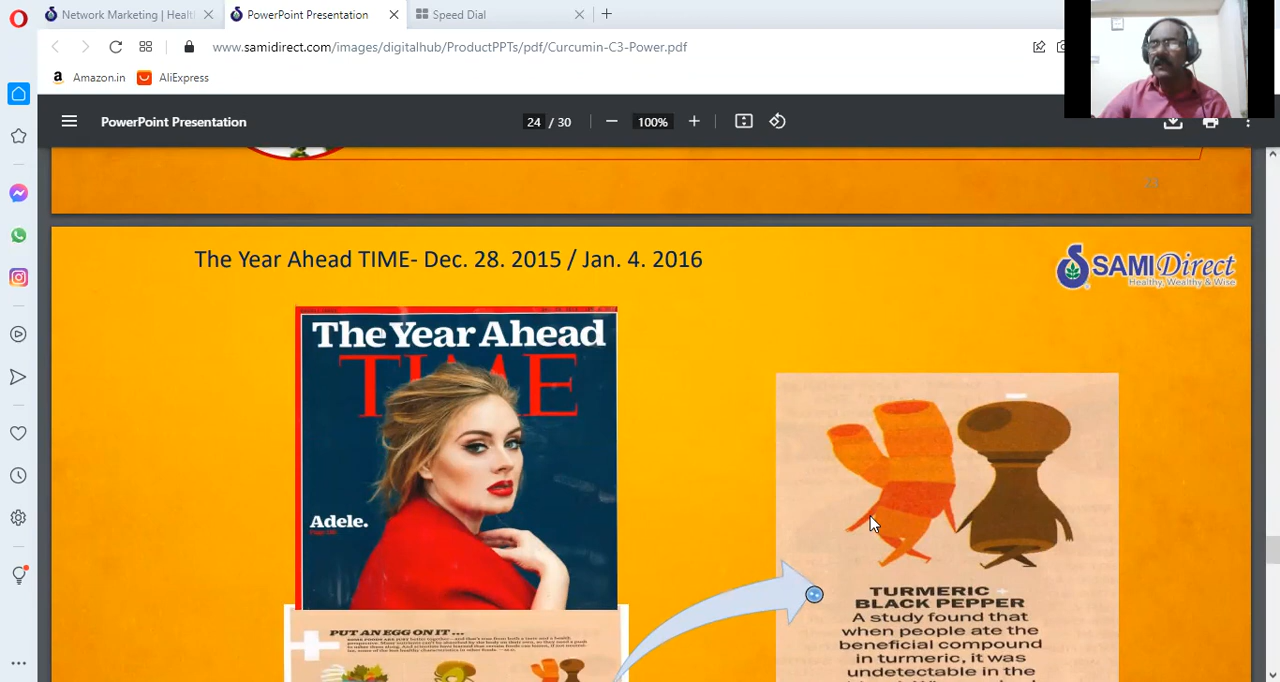 Network Marketing | Healt
PowerPoint Presentation
Speed Dial
www.samidirect.com/images/digitalhub/ProductPPTs/pdf/Curcumin-C3-Power.pdf
Amazon.in
AliExpress
PowerPoint Presentation
24 / 30
100%
The Year Ahead TIME- Dec. 28. 2015 / Jan. 4. 2016
SAMI Direct
Healthy, Wealthy & Wise
The Year Ahead
TIME
Adele.
PUT AN EGG ON IT ...
TURMERIC +
BLACK PEPPER
A study found that
when people ate the
beneficial compound
in turmeric, it was
undetectable in the